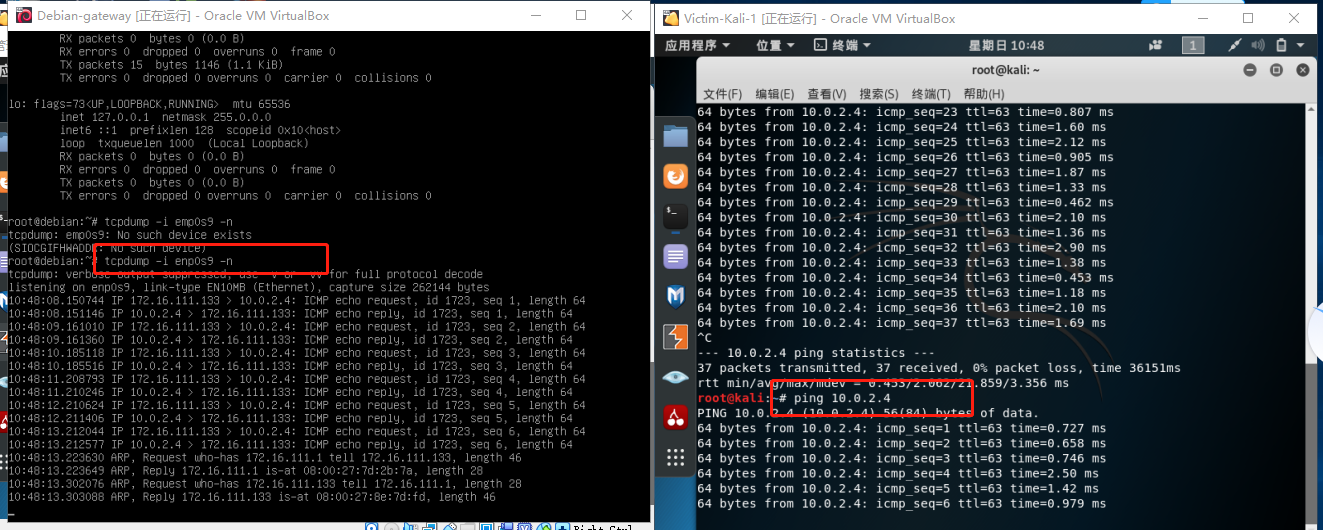 Debian-gateway [正在运行] - Oracle VM VirtualBox
RX packets 0 bytes 0 (0.0 B)
RX errors 0 dropped 0 overruns 0 frame 0
TX packets 15 bytes 1146 (1.1 KiB)
TX errors 0 dropped 0 overruns 0 carrier 0 collisions 0
lo: flags=73<UP,LOOPBACK,RUNNING> mtu 65536
inet 127.0.0.1 netmask 255.0.0.0
inet6 ::1 prefixlen 128 scopeid 0x10<host>
loop txqueuelen 1000 (Local Loopback)
RX packets 0 bytes 0 (0.0 B)
RX errors 0 dropped 0 overruns 0 frame 0
TX packets 0 bytes 0 (0.0 B)
TX errors 0 dropped 0 overruns 0 carrier 0 collisions 0
root@debian:~# tcpdump -i emp0s9 -n
tcpdump: emp0s9: No such device exists
(SIOCGIFHWADDR: No such device)
root@debian:~# tcpdump -i enp0s9 -n
tcpdump: verbose output suppressed, use -v or -vv for full protocol decode
listening on enp0s9, link-type EN10MB (Ethernet), capture size 262144 bytes
10:48:08.150744 IP 172.16.111.133 > 10.0.2.4: ICMP echo request, id 1723, seq 1, length 64
10:48:08.151146 IP 10.0.2.4 > 172.16.111.133: ICMP echo reply, id 1723, seq 1, length 64
10:48:09.161010 IP 172.16.111.133 > 10.0.2.4: ICMP echo request, id 1723, seq 2, length 64
10:48:09.161360 IP 10.0.2.4 > 172.16.111.133: ICMP echo reply, id 1723, seq 2, length 64
10:48:10.185118 IP 172.16.111.133 > 10.0.2.4: ICMP echo request, id 1723, seq 3, length 64
10:48:10.185516 IP 10.0.2.4 > 172.16.111.133: ICMP echo reply, id 1723, seq 3, length 64
10:48:11.208793 IP 172.16.111.133 > 10.0.2.4: ICMP echo request, id 1723, seq 4, length 64
10:48:11.210246 IP 10.0.2.4 > 172.16.111.133: ICMP echo reply, id 1723, seq 4, length 64
10:48:12.210624 IP 172.16.111.133 > 10.0.2.4: ICMP echo request, id 1723, seq 5, length 64
10:48:12.211406 IP 10.0.2.4 > 172.16.111.133: ICMP echo reply, id 1723, seq 5, length 64
10:48:13.212044 IP 172.16.111.133 > 10.0.2.4: ICMP echo request, id 1723, seq 6, length 64
10:48:13.212577 IP 10.0.2.4 > 172.16.111.133: ICMP echo reply, id 1723, seq 6, length 64
10:48:13.223630 ARP, Request who-has 172.16.111.1 tell 172.16.111.133, length 46
10:48:13.223649 ARP, Reply 172.16.111.1 is-at 08:00:27:7d:2b:7a, length 28
10:48:13.302076 ARP, Request who-has 172.16.111.133 tell 172.16.111.1, length 28
10:48:13.303088 ARP, Reply 172.16.111.133 is-at 08:00:27:8e:7d:fd, length 46
Right Ctrl
Victim-Kali-1 [正在运行] - Oracle VM VirtualBox
应用程序 位置 终端 星期日 10:48 1
root@kali: ~
文件(F) 编辑(E) 查看(V) 搜索(S) 终端(T) 帮助(H)
64 bytes from 10.0.2.4: icmp_seq=23 ttl=63 time=0.807 ms
64 bytes from 10.0.2.4: icmp_seq=24 ttl=63 time=1.60 ms
64 bytes from 10.0.2.4: icmp_seq=25 ttl=63 time=2.12 ms
64 bytes from 10.0.2.4: icmp_seq=26 ttl=63 time=0.905 ms
64 bytes from 10.0.2.4: icmp_seq=27 ttl=63 time=1.87 ms
64 bytes from 10.0.2.4: icmp_seq=28 ttl=63 time=1.33 ms
64 bytes from 10.0.2.4: icmp_seq=29 ttl=63 time=0.462 ms
64 bytes from 10.0.2.4: icmp_seq=30 ttl=63 time=2.10 ms
64 bytes from 10.0.2.4: icmp_seq=31 ttl=63 time=1.36 ms
64 bytes from 10.0.2.4: icmp_seq=32 ttl=63 time=2.90 ms
64 bytes from 10.0.2.4: icmp_seq=33 ttl=63 time=1.38 ms
64 bytes from 10.0.2.4: icmp_seq=34 ttl=63 time=0.453 ms
64 bytes from 10.0.2.4: icmp_seq=35 ttl=63 time=1.18 ms
64 bytes from 10.0.2.4: icmp_seq=36 ttl=63 time=2.10 ms
64 bytes from 10.0.2.4: icmp_seq=37 ttl=63 time=1.69 ms
^C
--- 10.0.2.4 ping statistics ---
37 packets transmitted, 37 received, 0% packet loss, time 36151ms
rtt min/avg/max/mdev = ms
root@kali:~# ping 10.0.2.4
PING 10.0.2.4 (10.0.2.4) 56(84) bytes of data.
64 bytes from 10.0.2.4: icmp_seq=1 ttl=63 time=0.727 ms
64 bytes from 10.0.2.4: icmp_seq=2 ttl=63 time=0.658 ms
64 bytes from 10.0.2.4: icmp_seq=3 ttl=63 time=0.746 ms
64 bytes from 10.0.2.4: icmp_seq=4 ttl=63 time=2.50 ms
64 bytes from 10.0.2.4: icmp_seq=5 ttl=63 time=1.42 ms
64 bytes from 10.0.2.4: icmp_seq=6 ttl=63 time=0.979 ms